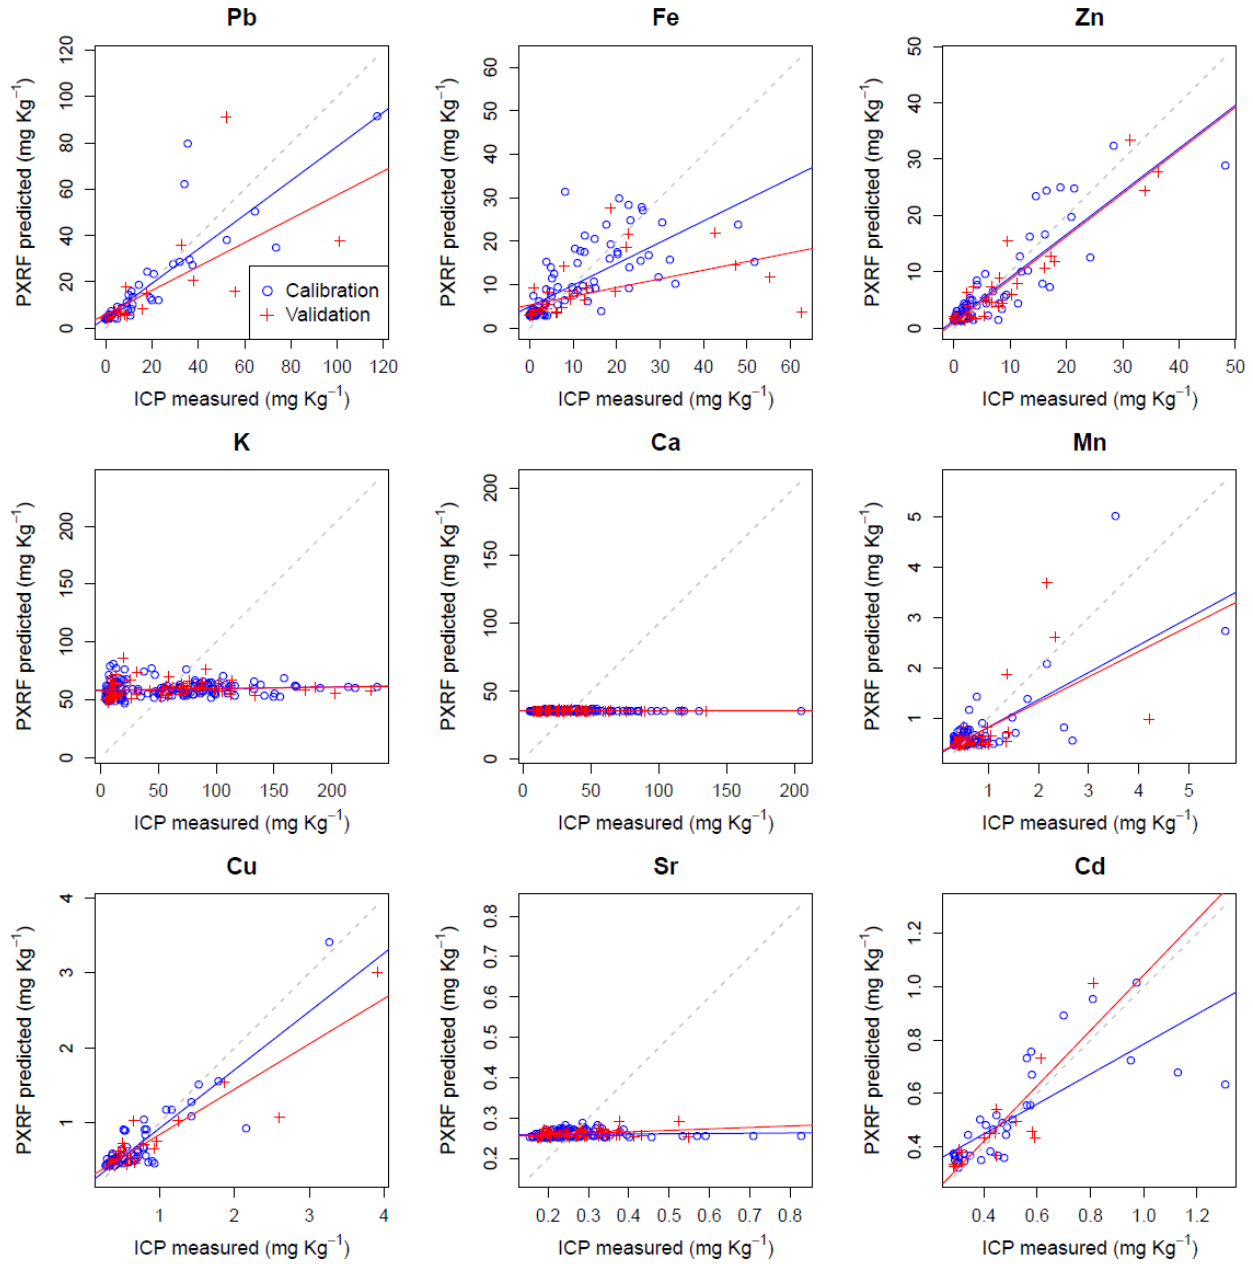 Pb
PXRF predicted (mg Kg⁻¹)
120
100
80
60
40
20
0
Calibration
Validation
0 20 40 60 80 100 120
ICP measured (mg Kg⁻¹)
Fe
PXRF predicted (mg Kg⁻¹)
60
50
40
30
20
10
0
0 10 20 30 40 50 60
ICP measured (mg Kg⁻¹)
Zn
PXRF predicted (mg Kg⁻¹)
50
40
30
20
10
0
0 10 20 30 40 50
ICP measured (mg Kg⁻¹)
K
PXRF predicted (mg Kg⁻¹)
200
150
100
50
0
0 50 100 150 200
ICP measured (mg Kg⁻¹)
Ca
PXRF predicted (mg Kg⁻¹)
200
150
100
50
0
0 50 100 150 200
ICP measured (mg Kg⁻¹)
Mn
PXRF predicted (mg Kg⁻¹)
5
4
3
2
1
1 2 3 4 5
ICP measured (mg Kg⁻¹)
Cu
PXRF predicted (mg Kg⁻¹)
4
3
2
1
1 2 3 4
ICP measured (mg Kg⁻¹)
Sr
PXRF predicted (mg Kg⁻¹)
0.8
0.7
0.6
0.5
0.4
0.3
0.2
0.2 0.3 0.4 0.5 0.6 0.7 0.8
ICP measured (mg Kg⁻¹)
Cd
PXRF predicted (mg Kg⁻¹)
1.2
1.0
0.8
0.6
0.4
0.4 0.6 0.8 1.0 1.2
ICP measured (mg Kg⁻¹)